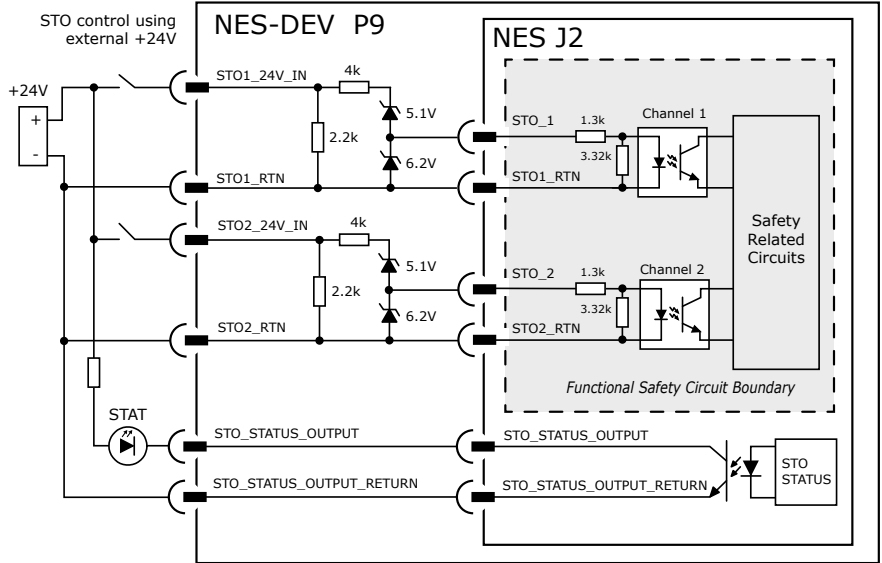 STO control using
external +24V
NES-DEV P9
NES J2
+24V
+
-
STO1_24V_IN
4k
5.1V
2.2k
6.2V
STO1_RTN
STO_1
1.3k
3.32k
Channel 1
STO1_RTN
STO2_24V_IN
4k
5.1V
2.2k
6.2V
STO2_RTN
STO_2
1.3k
3.32k
Channel 2
STO2_RTN
Safety
Related
Circuits
Functional Safety Circuit Boundary
STAT
STO_STATUS_OUTPUT
STO_STATUS_OUTPUT
STO_STATUS_OUTPUT_RETURN
STO_STATUS_OUTPUT_RETURN
STO
STATUS